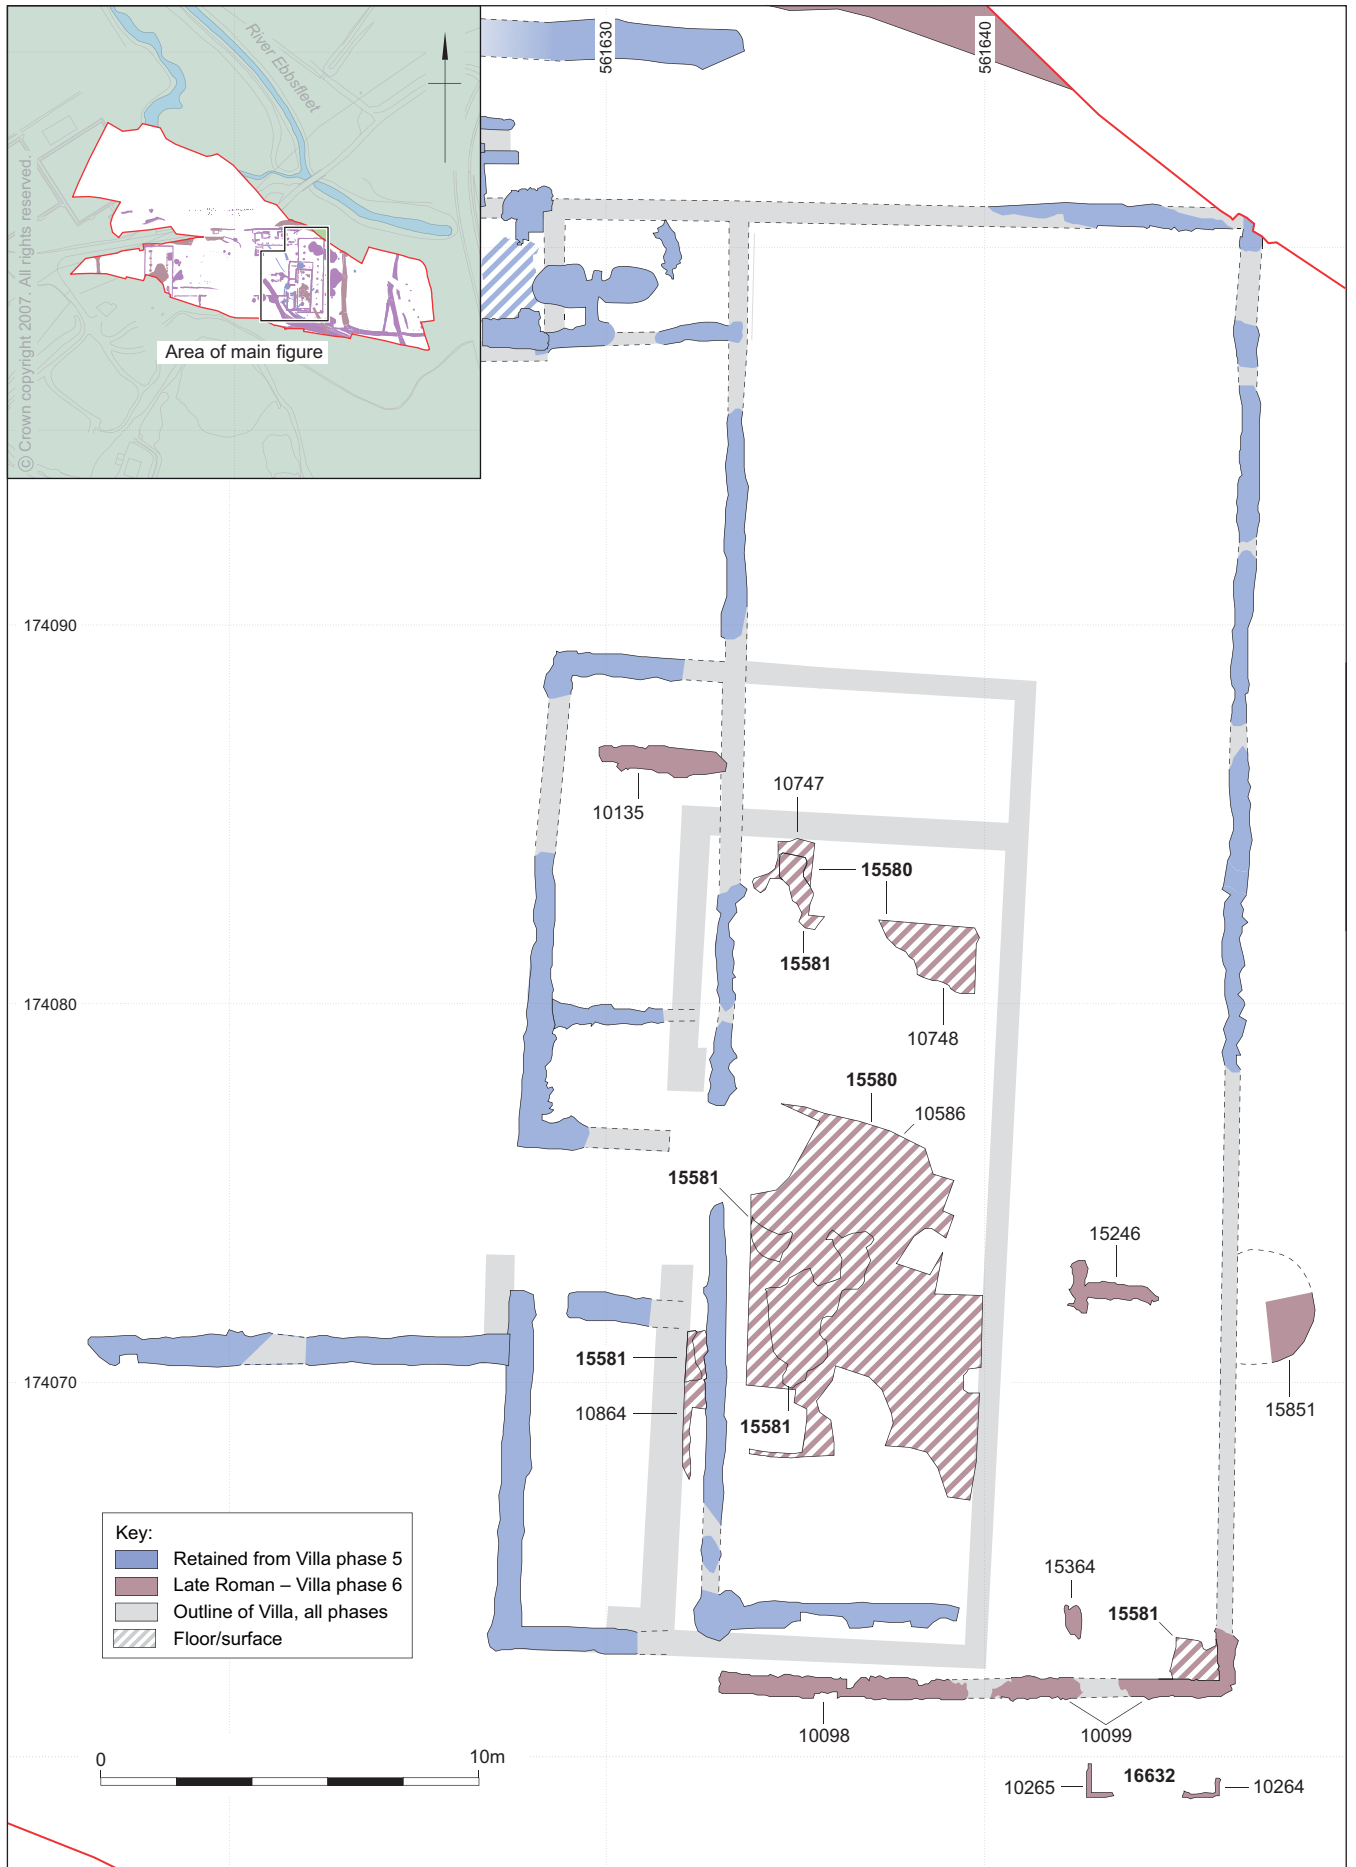 561630
561640
River Ebbsfleet
© Crown copyright 2007. All rights reserved.
Area of main figure
174090
10135
10747
15580
15581
174080
10748
15580
10586
15581
15246
15581
174070
10864
15581
15851
Key:
Retained from Villa phase 5
Late Roman – Villa phase 6
Outline of Villa, all phases
Floor/surface
15364
15581
10098
10099
0 10m
10265 16632 10264